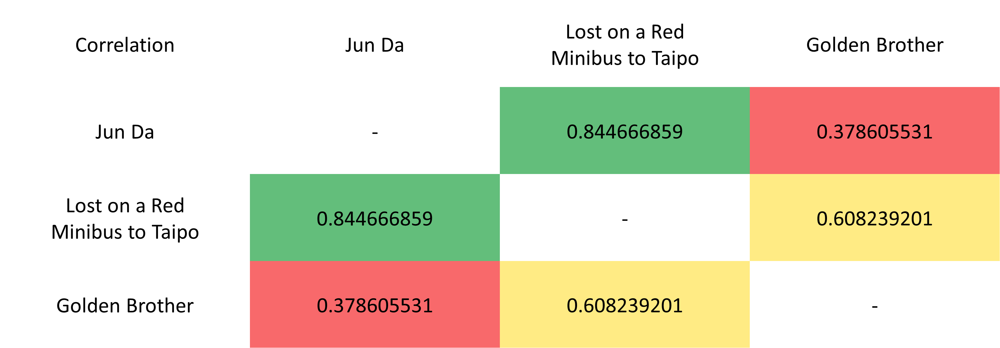 Correlation
Jun Da
Lost on a Red
Minibus to Taipo
Golden Brother
Jun Da
-
0.844666859
0.378605531
Lost on a Red
Minibus to Taipo
0.844666859
-
0.608239201
Golden Brother
0.378605531
0.608239201
-